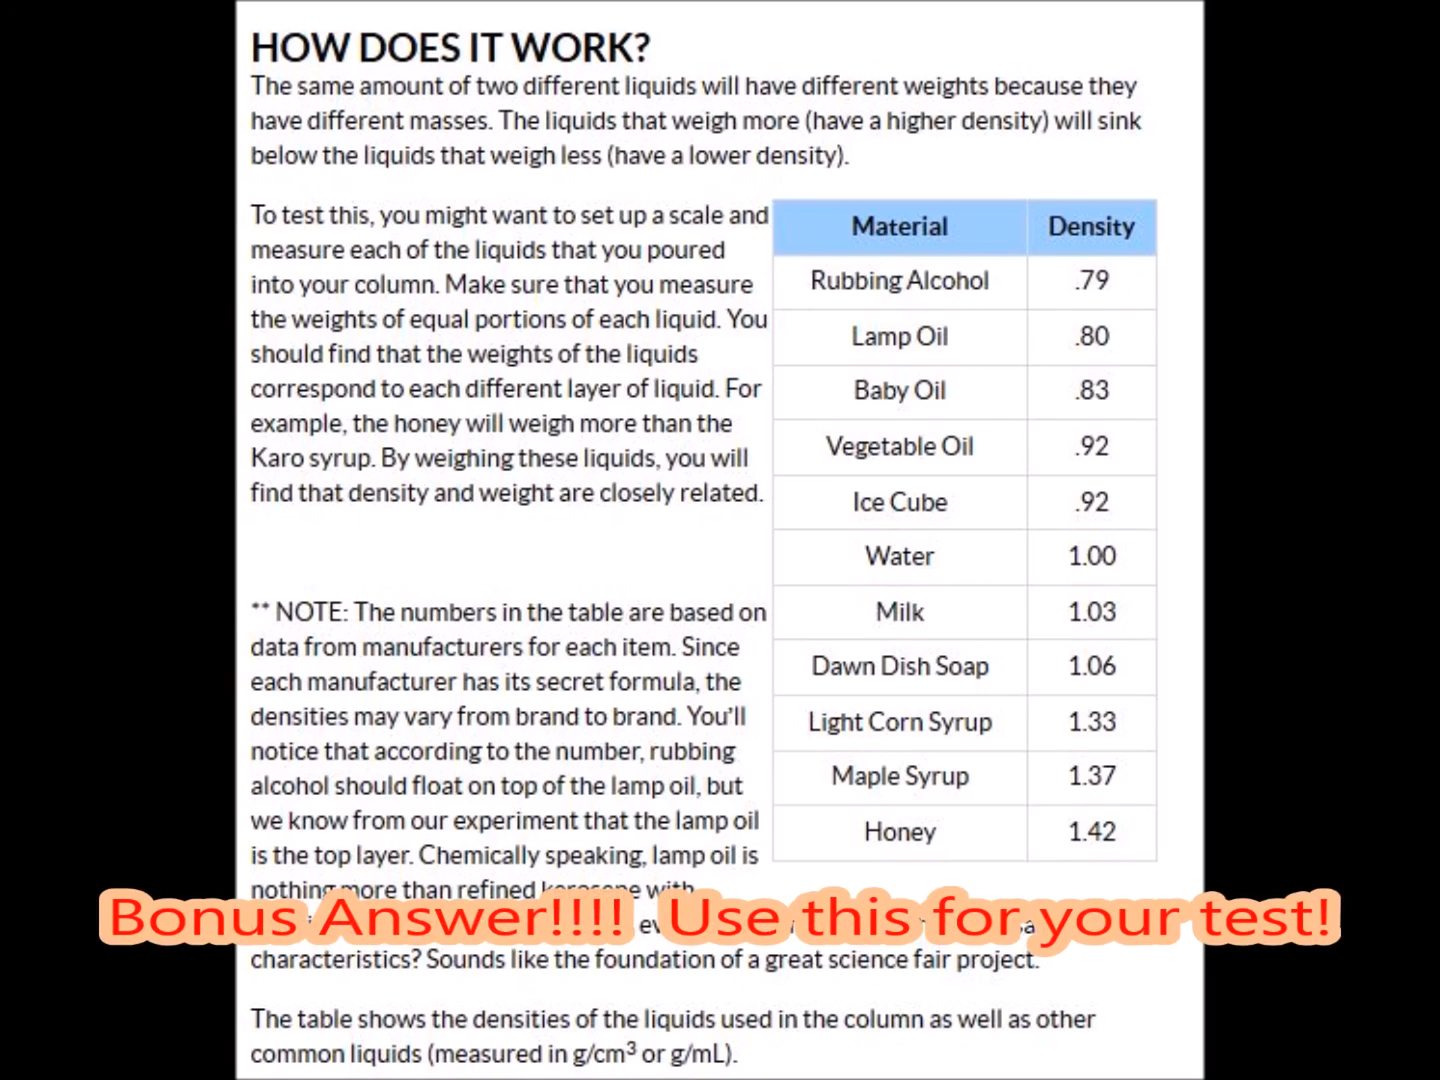 HOW DOES IT WORK?
The same amount of two different liquids will have different weights because they
have different masses. The liquids that weigh more (have a higher density) will sink
below the liquids that weigh less (have a lower density).
To test this, you might want to set up a scale and
measure each of the liquids that you poured
into your column. Make sure that you measure
the weights of equal portions of each liquid. You
should find that the weights of the liquids
correspond to each different layer of liquid. For
example, the honey will weigh more than the
Karo syrup. By weighing these liquids, you will
find that density and weight are closely related.
** NOTE: The numbers in the table are based on
data from manufacturers for each item. Since
each manufacturer has its secret formula, the
densities may vary from brand to brand. You'll
notice that according to the number, rubbing
alcohol should float on top of the lamp oil, but
we know from our experiment that the lamp oil
is the top layer. Chemically speaking, lamp oil is
nothing more than refined kerosene with
Material Density
Rubbing Alcohol .79
Lamp Oil .80
Baby Oil .83
Vegetable Oil .92
Ice Cube .92
Water 1.00
Milk 1.03
Dawn Dish Soap 1.06
Light Corn Syrup 1.33
Maple Syrup 1.37
Honey 1.42
Bonus Answer!!!! Use this for your test!
characteristics? Sounds like the foundation of a great science fair project.
The table shows the densities of the liquids used in the column as well as other
common liquids (measured in g/cm³ or g/mL).